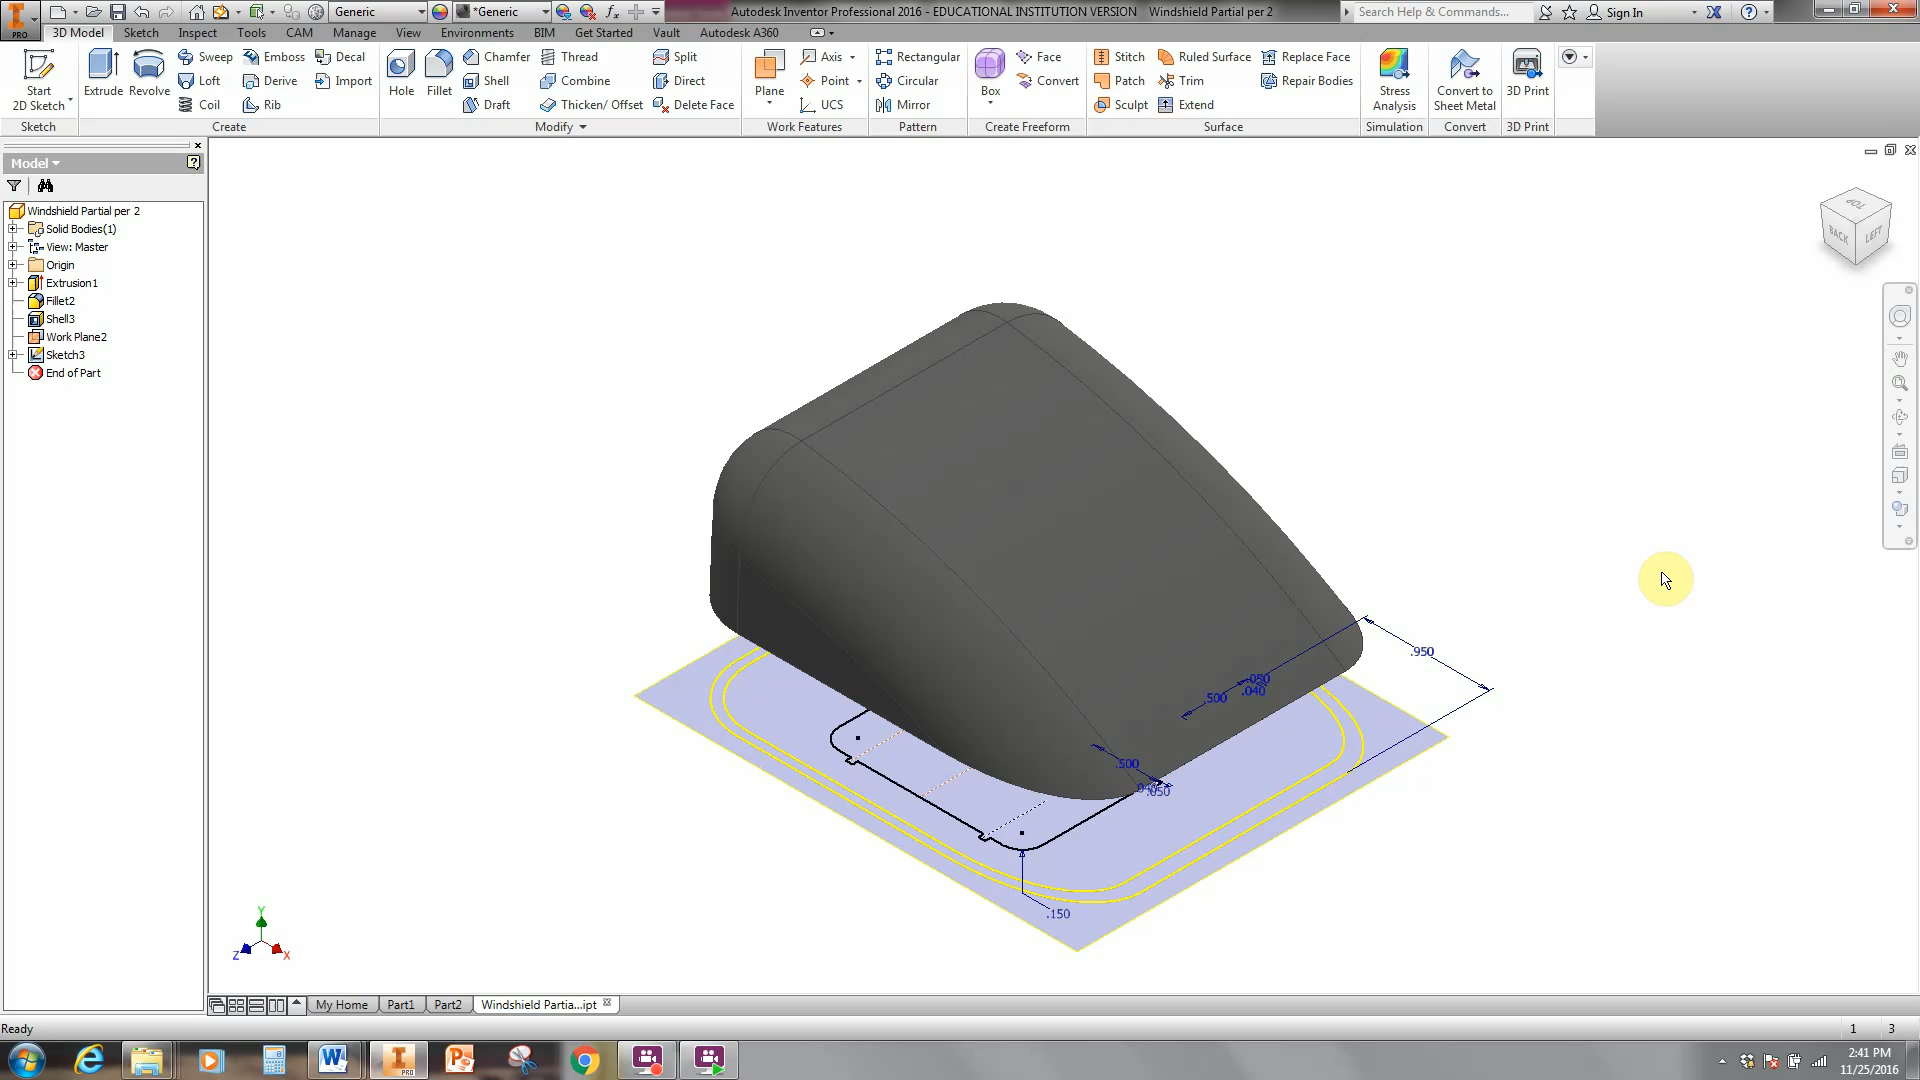 Generic
*Generic
Autodesk Inventor Professional 2016 - EDUCATIONAL INSTITUTION VERSION Windshield Partial per 2
Search Help & Commands...
Sign In
PRO
3D Model Sketch Inspect Tools CAM Manage View Environments BIM Get Started Vault Autodesk A360
Start
2D Sketch
Sketch
Extrude Revolve
Sweep Emboss Decal
Loft Derive Import
Coil Rib
Create
Hole Fillet
Chamfer Thread Split
Shell Combine Direct
Draft Thicken/ Offset Delete Face
Modify
Plane
Axis
Point
UCS
Work Features
Rectangular
Circular
Mirror
Pattern
Box
Face
Convert
Create Freeform
Stitch Ruled Surface Replace Face
Patch Trim Repair Bodies
Sculpt Extend
Surface
Stress
Analysis
Simulation
Convert to
Sheet Metal
Convert
3D Print
3D Print
Model
Windshield Partial per 2
Solid Bodies(1)
View: Master
Origin
Extrusion1
Fillet2
Shell3
Work Plane2
Sketch3
End of Part
TOP
BACK
LEFT
.950
.050
.040
.500
.500
.050
.150
Y
Z
X
My Home Part1 Part2 Windshield Partia...ipt
Ready
1 3
PRO
2:41 PM
11/25/2016